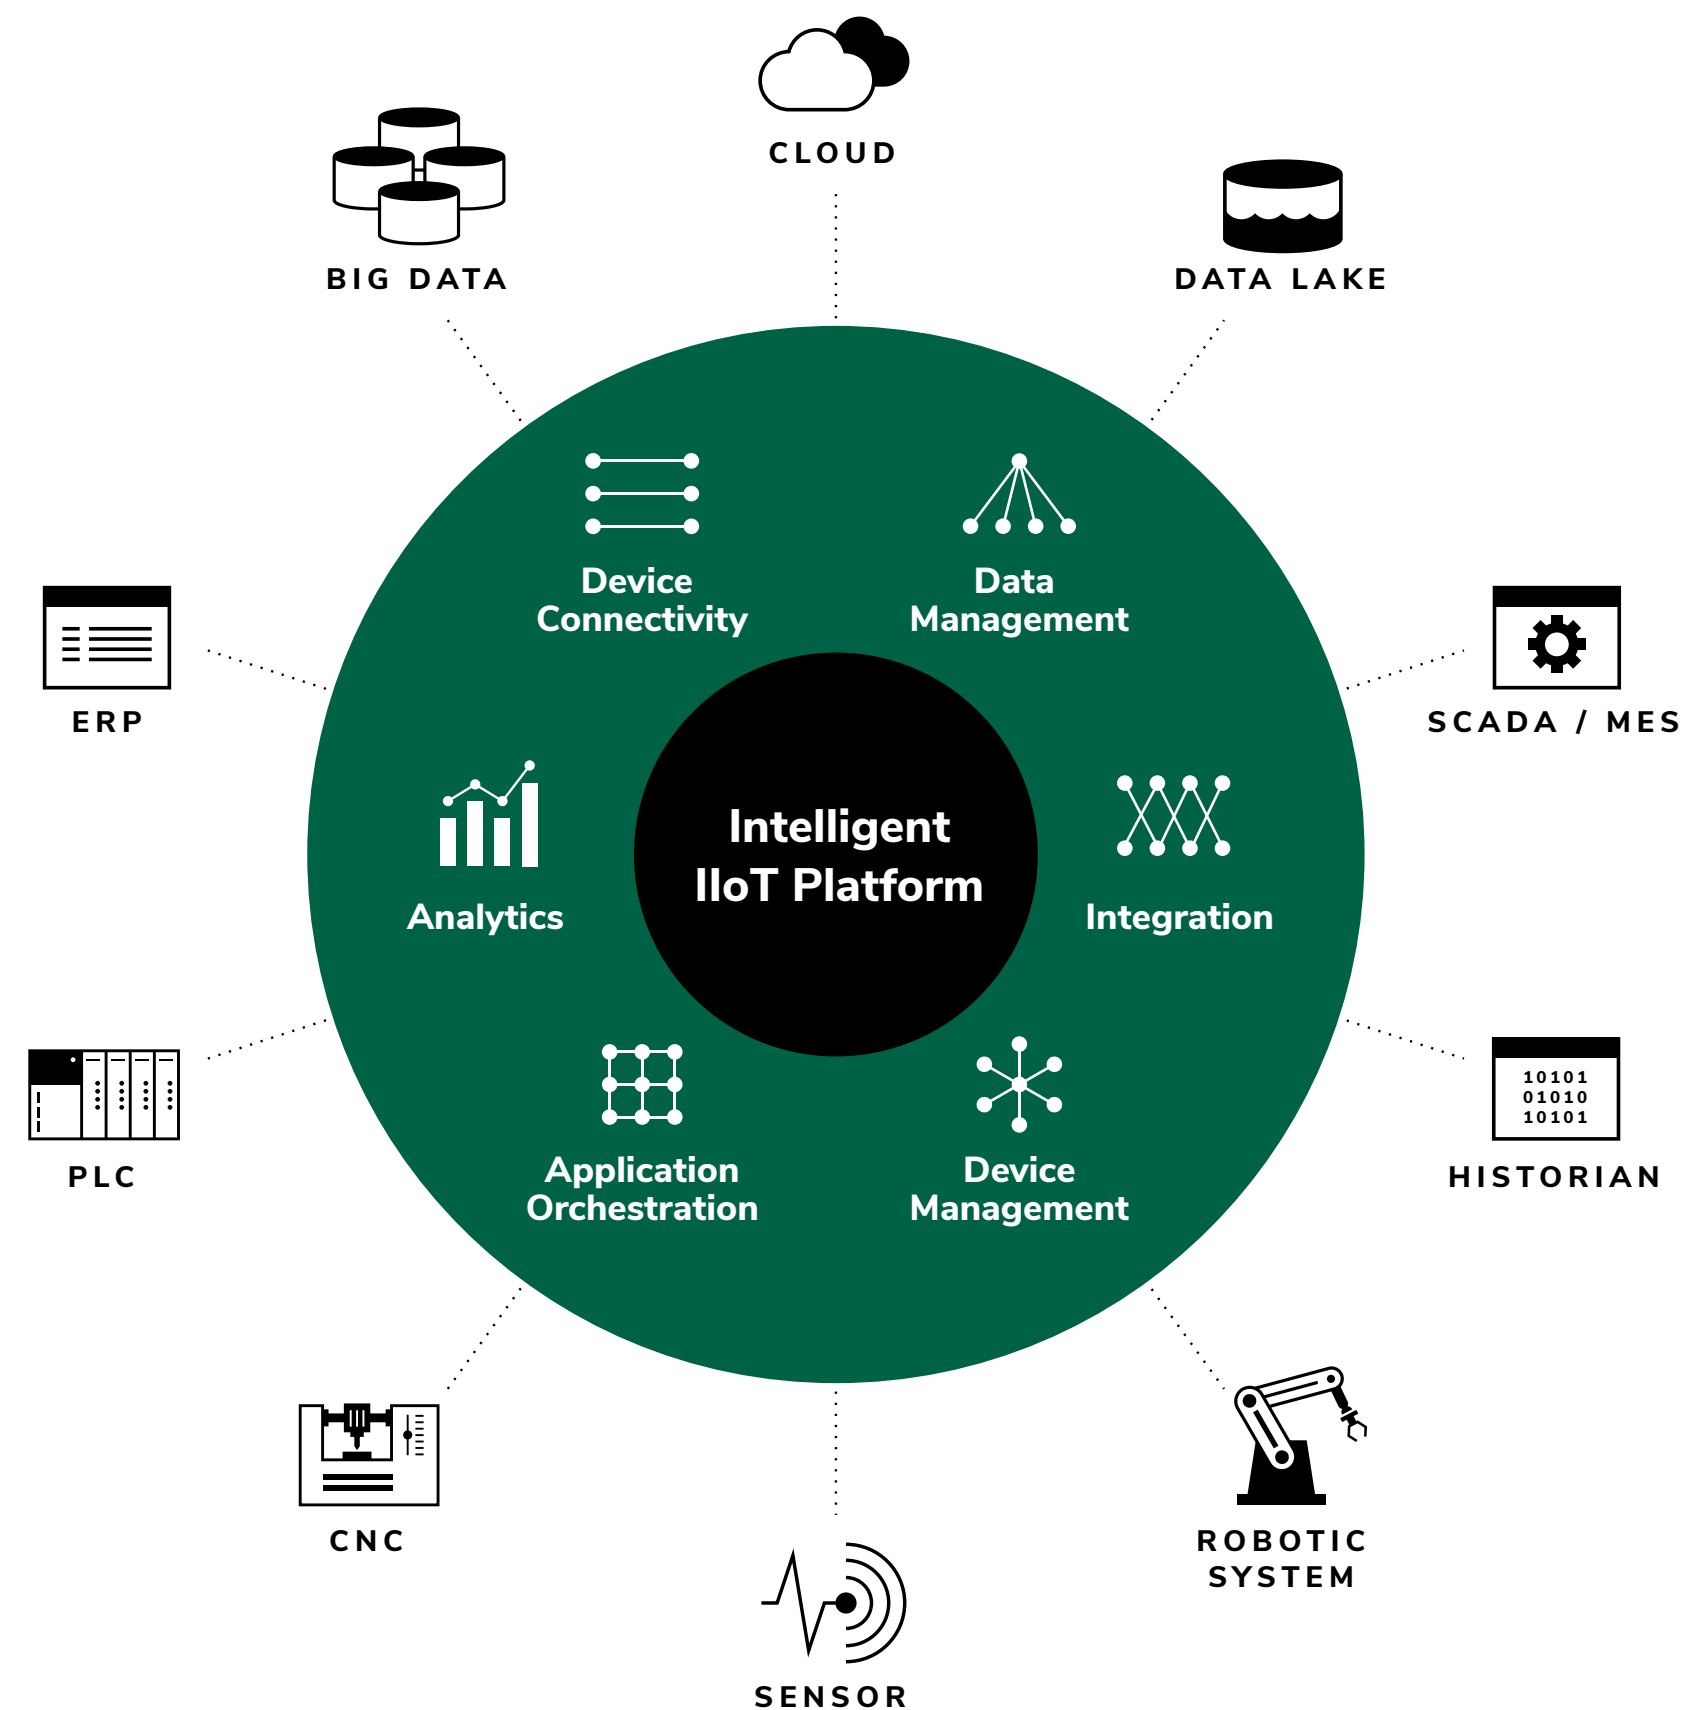 CLOUD
BIG DATA
DATA LAKE
Device
Connectivity
Data
Management
ERP
SCADA / MES
Intelligent
IIoT Platform
Analytics
Integration
10101
01010
10101
PLC
HISTORIAN
Application
Orchestration
Device
Management
CNC
ROBOTIC
SYSTEM
SENSOR